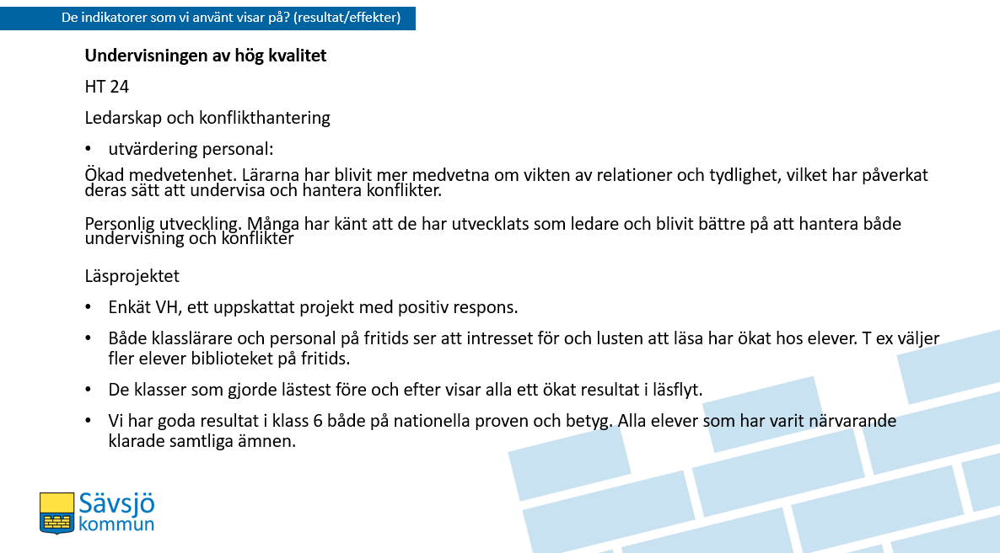 De indikatorer som vi använt visar på? (resultat/effekter)
Undervisningen av hög kvalitet
HT 24
Ledarskap och konflikthantering
• utvärdering personal:
Ökad medvetenhet. Lärarna har blivit mer medvetna om vikten av relationer och tydlighet, vilket har påverkat
deras sätt att undervisa och hantera konflikter.
Personlig utveckling. Många har känt att de har utvecklats som ledare och blivit bättre på att hantera både
undervisning och konflikter
Läsprojektet
• Enkät VH, ett uppskattat projekt med positiv respons.
• Både klasslärare och personal på fritids ser att intresset för och lusten att läsa har ökat hos elever. T ex väljer
fler elever biblioteket på fritids.
• De klasser som gjorde lästest före och efter visar alla ett ökat resultat i läsflyt.
• Vi har goda resultat i klass 6 både på nationella proven och betyg. Alla elever som har varit närvarande
klarade samtliga ämnen.
Sävsjö
kommun